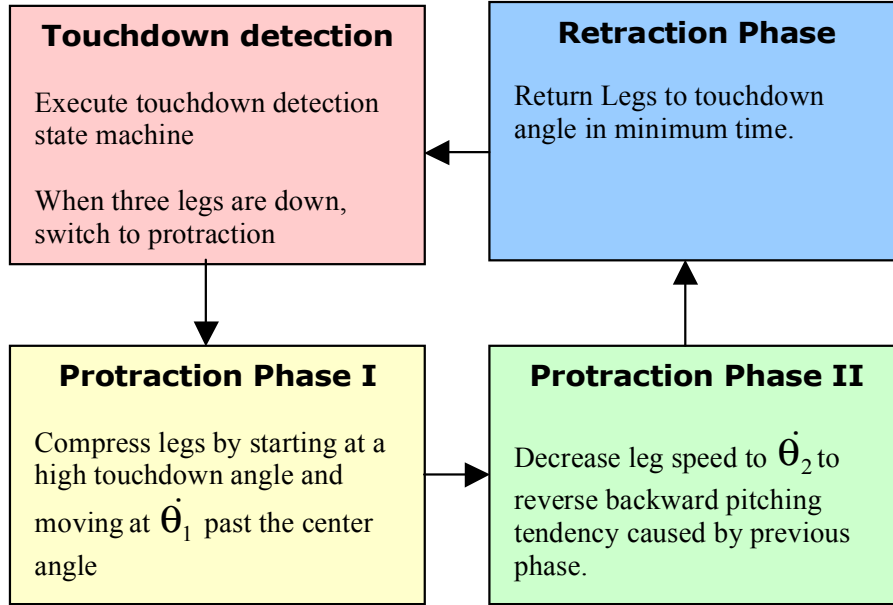 Touchdown detection
Execute touchdown detection
state machine
When three legs are down,
switch to protraction
Retraction Phase
Return Legs to touchdown
angle in minimum time.
Protraction Phase I
Compress legs by starting at a
high touchdown angle and
moving at θ̇₁ past the center
angle
Protraction Phase II
Decrease leg speed to θ̇₂ to
reverse backward pitching
tendency caused by previous
phase.